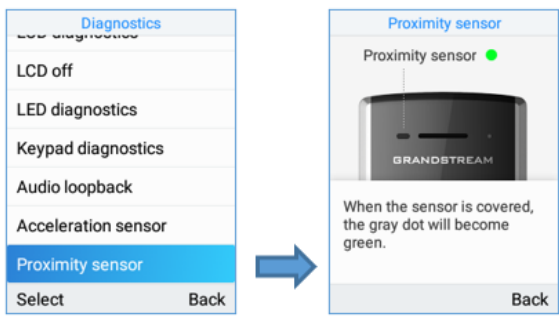 Diagnostics
LCD off
LED diagnostics
Keypad diagnostics
Audio loopback
Acceleration sensor
Proximity sensor
Select Back
Proximity sensor
Proximity sensor
GRANDSTREAM
When the sensor is covered,
the gray dot will become
green.
Back